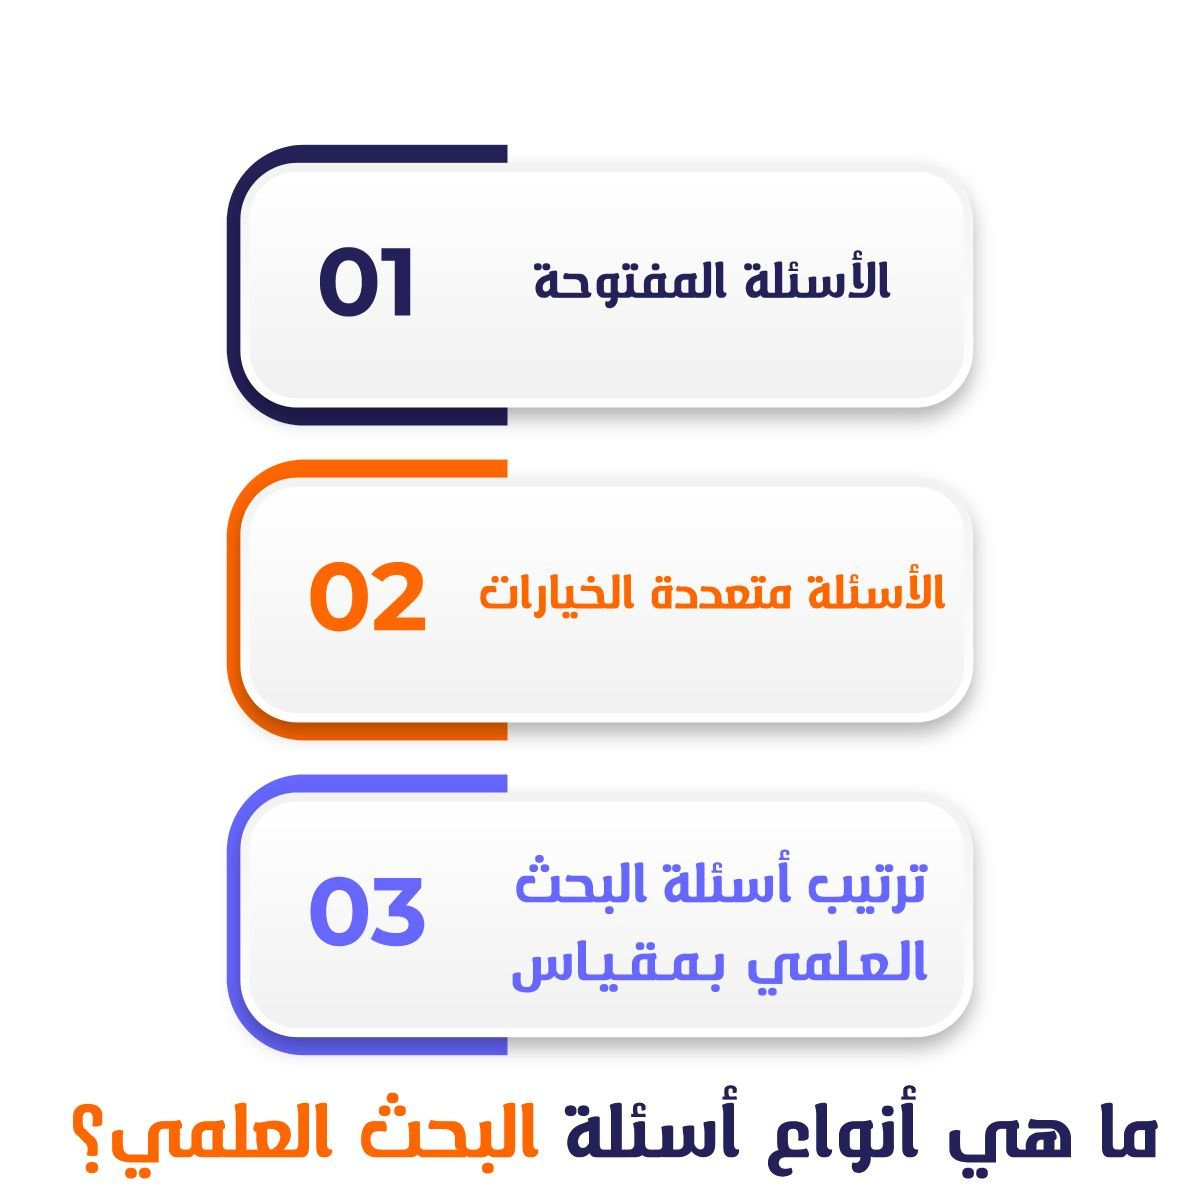 01
الأسئلة المفتوحة
02
الأسئلة متعددة الخيارات
03
ترتيب أسئلة البحث
العلمي بمقياس
ما هي أنواع أسئلة البحث العلمي؟